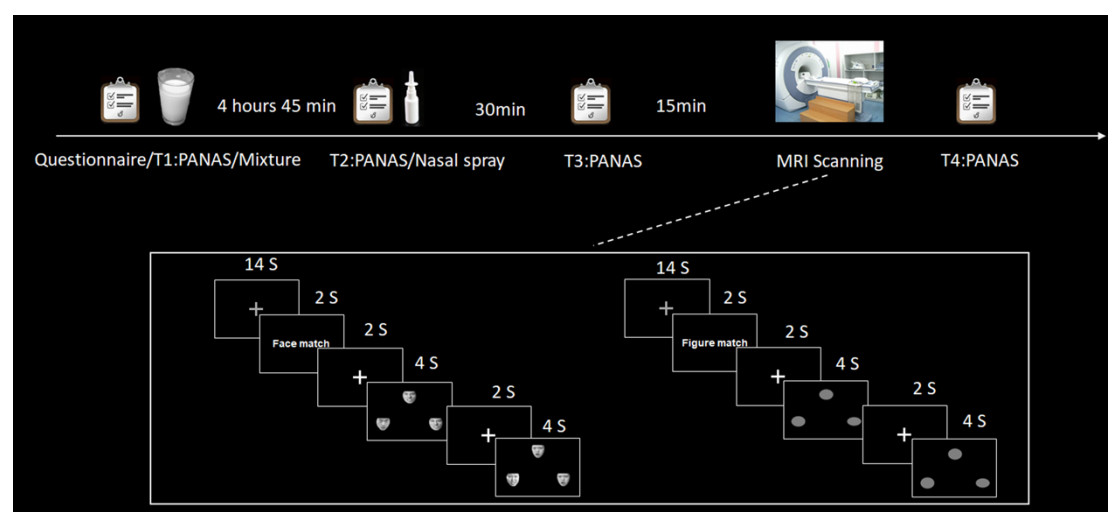 4 hours 45 min
30min
15min
Questionnaire/T1:PANAS/Mixture
T2:PANAS/Nasal spray
T3:PANAS
MRI Scanning
T4:PANAS
14 S
2 S
Face match
2 S
4 S
2 S
4 S
14 S
2 S
Figure match
2 S
4 S
2 S
4 S